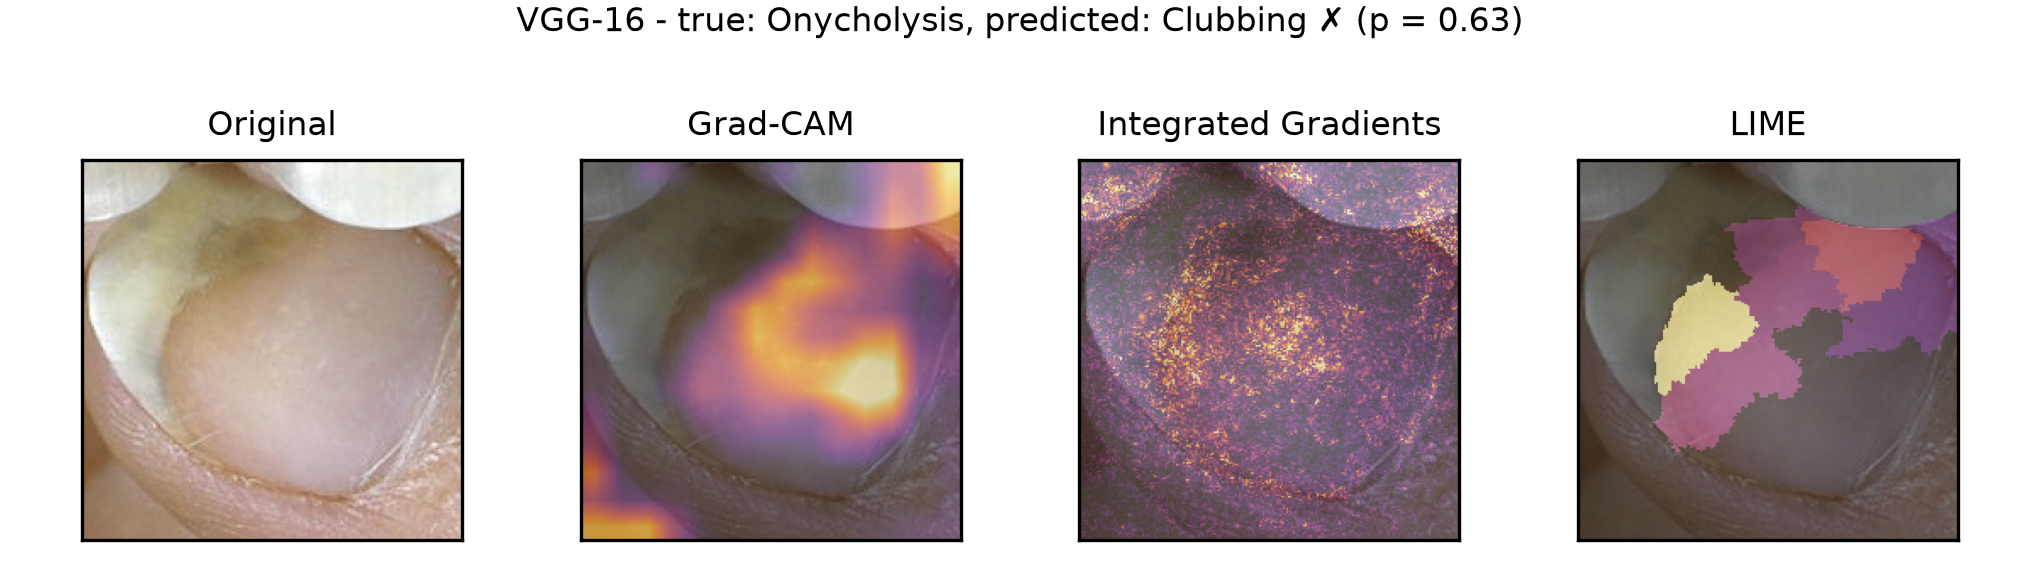 VGG-16 - true: Onycholysis, predicted: Clubbing ✗ (p = 0.63)
Original
Grad-CAM
Integrated Gradients
LIME